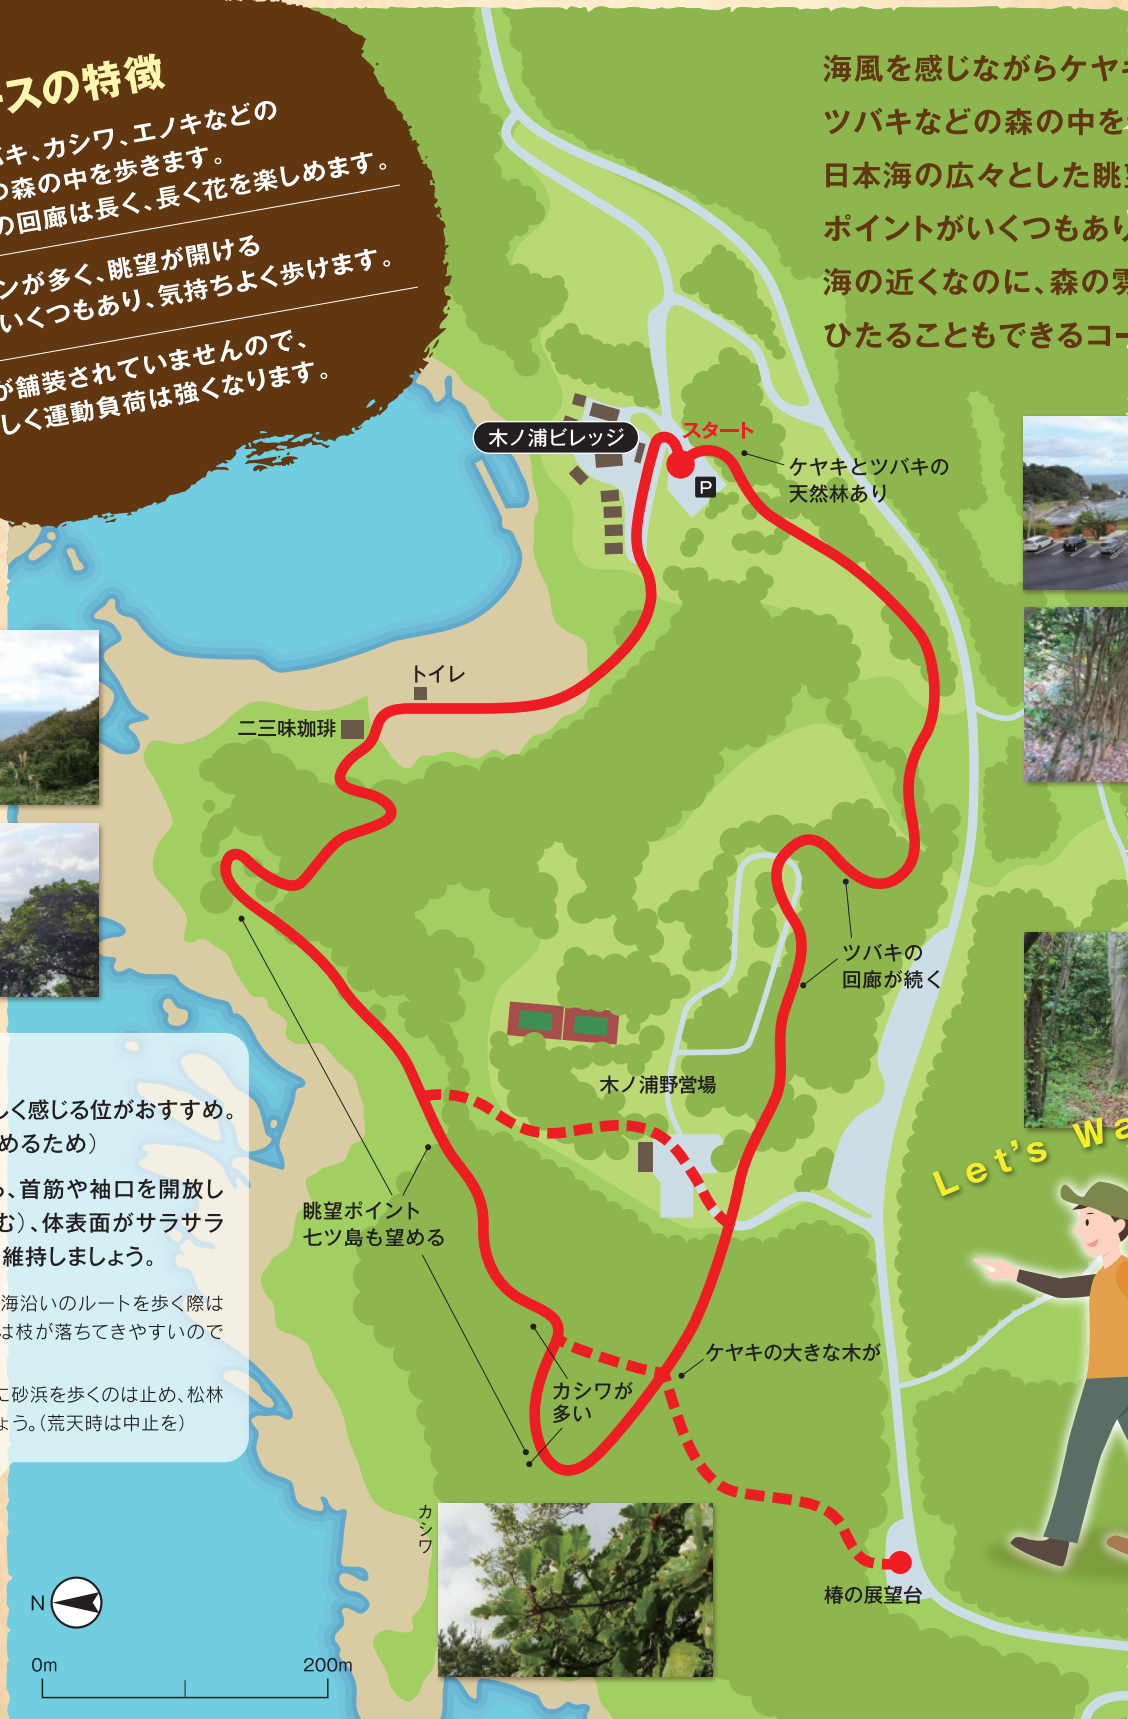 ースの特徴
バキ、カシワ、エノキなどの
の森の中を歩きます。
の回廊は長く、長く花を楽しめます。
ンが多く、眺望が開ける
いくつもあり、気持ちよく歩けます。
が舗装されていませんので、
しく運動負荷は強くなります。
海風を感じながらケヤキ
ツバキなどの森の中を
日本海の広々とした眺望
ポイントがいくつもあり
海の近くなのに、森の雰
ひたることもできるコー
木ノ浦ビレッジ
スタート
P
ケヤキとツバキの
天然林あり
トイレ
二三味珈琲
ツバキの
回廊が続く
木ノ浦野営場
しく感じる位がおすすめ。
めるため）
ら、首筋や袖口を開放し
む）、体表面がサラサラ
維持しましょう。
海沿いのルートを歩く際は
は枝が落ちてきやすいので
に砂浜を歩くのは止め、松林
ょう。（荒天時は中止を）
眺望ポイント
七ツ島も望める
Let's Wa
ケヤキの大きな木が
カシワが
多い
カシワ
椿の展望台
N
0m 200m